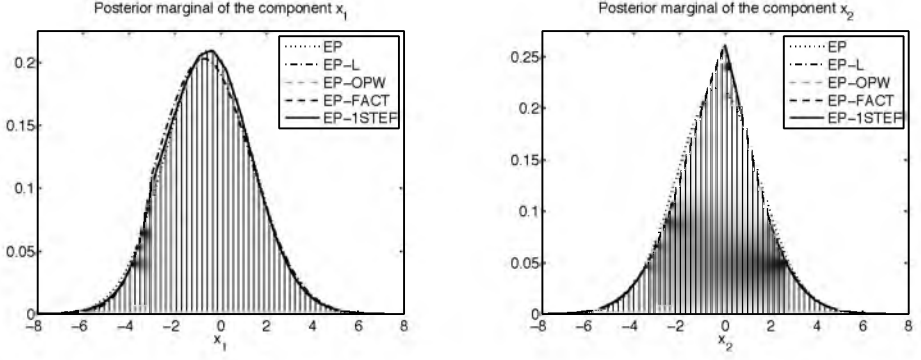 Posterior marginal of the component x1
0.2
0.15
0.1
0.05
0
−8 −6 −4 −2 0 2 4 6 8
x1
EP
EP−L
EP−OPW
EP−FACT
EP−1STEP
Posterior marginal of the component x2
0.25
0.2
0.15
0.1
0.05
0
−8 −6 −4 −2 0 2 4 6 8
x2
EP
EP−L
EP−OPW
EP−FACT
EP−1STEP